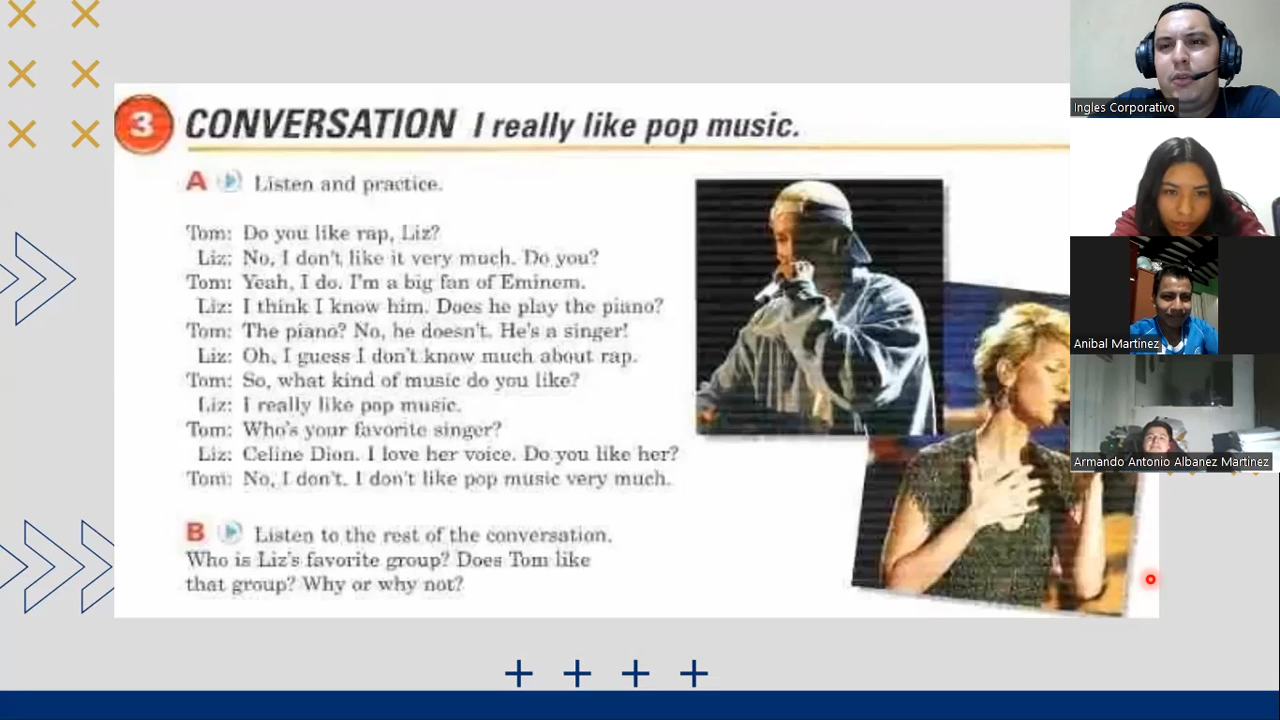 3 CONVERSATION I really like pop music.
A Listen and practice.
Tom: Do you like rap, Liz?
Liz: No, I don't like it very much. Do you?
Tom: Yeah, I do. I'm a big fan of Eminem.
Liz: I think I know him. Does he play the piano?
Tom: The piano? No, he doesn't. He's a singer!
Liz: Oh, I guess I don't know much about rap.
Tom: So, what kind of music do you like?
Liz: I really like pop music.
Tom: Who's your favorite singer?
Liz: Celine Dion. I love her voice. Do you like her?
Tom: No, I don't. I don't like pop music very much.
B Listen to the rest of the conversation.
Who is Liz's favorite group? Does Tom like
that group? Why or why not?
Ingles Corporativo
Anibal Martinez
Armando Antonio Albanez Martinez